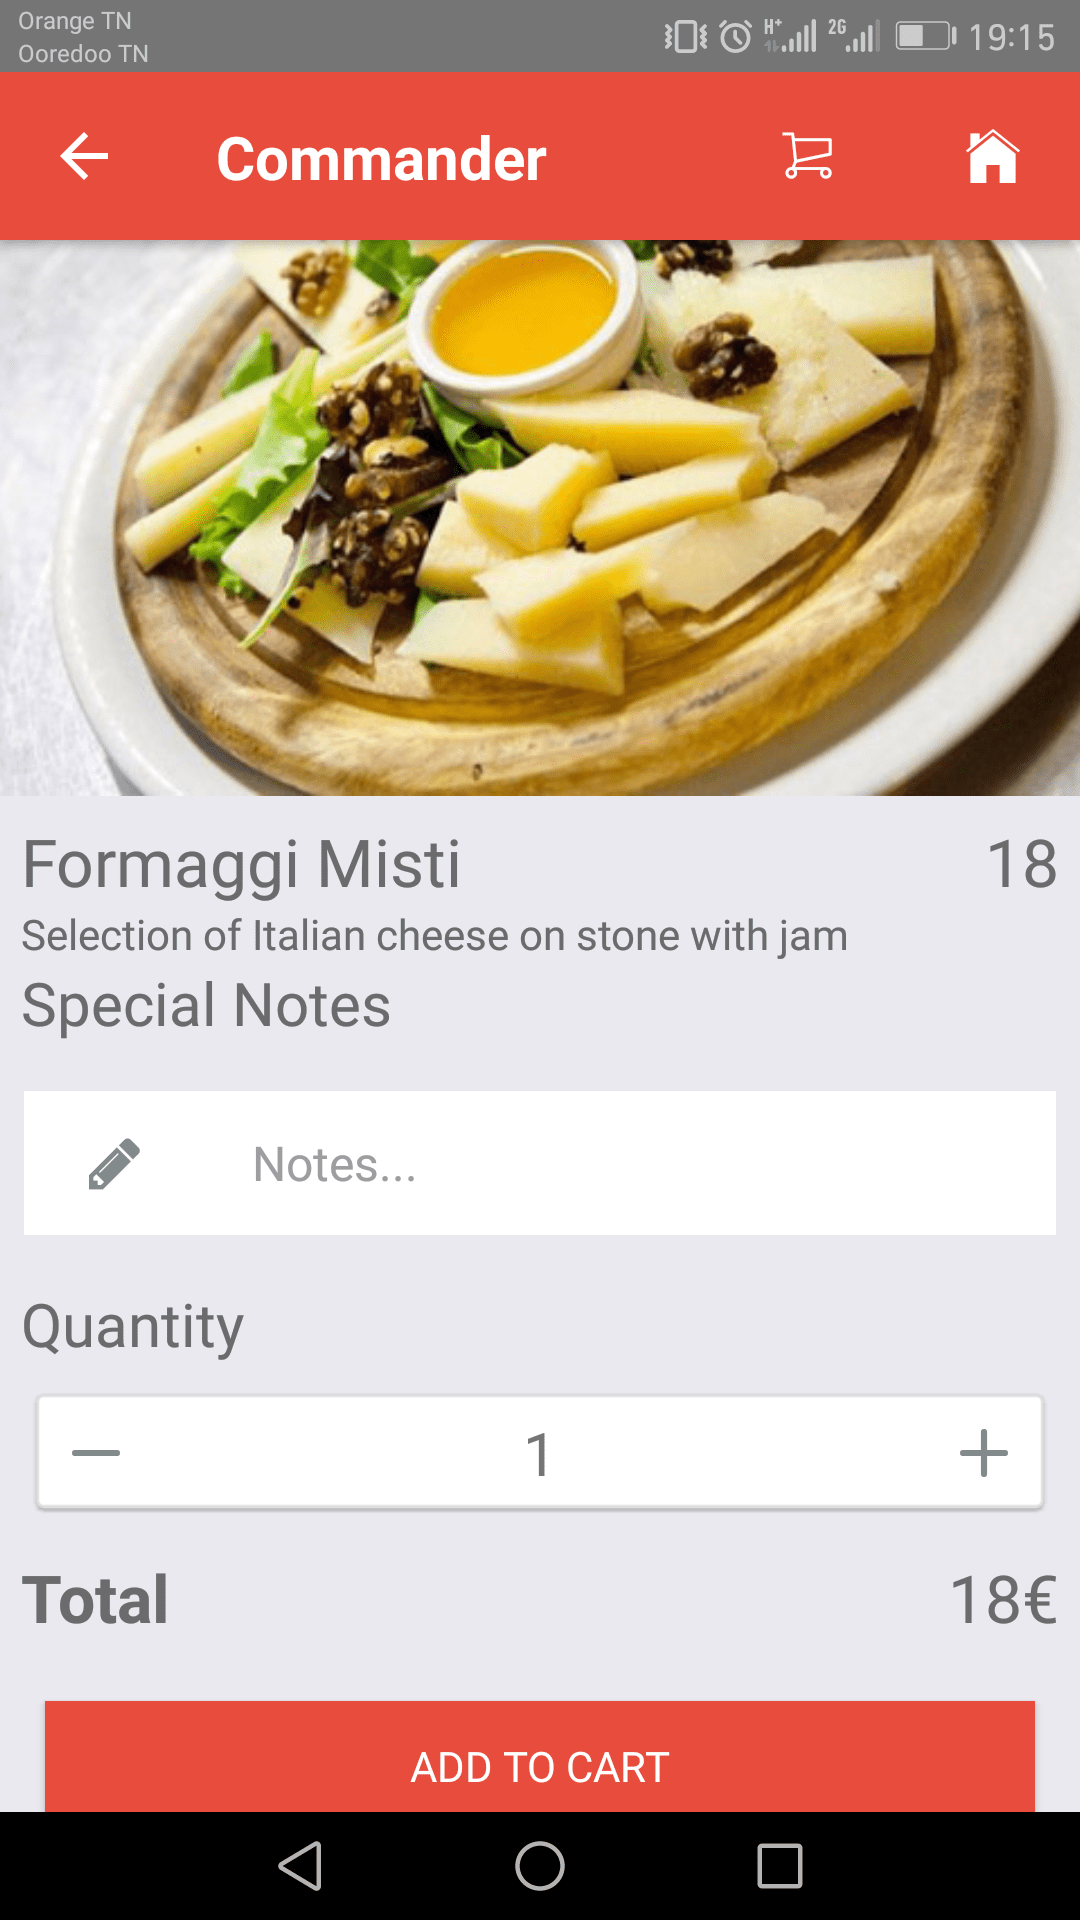 Orange TN
Ooredoo TN
H+ 2G 19:15
Commander
Formaggi Misti 18
Selection of Italian cheese on stone with jam
Special Notes
Notes...
Quantity
1
Total 18€
ADD TO CART